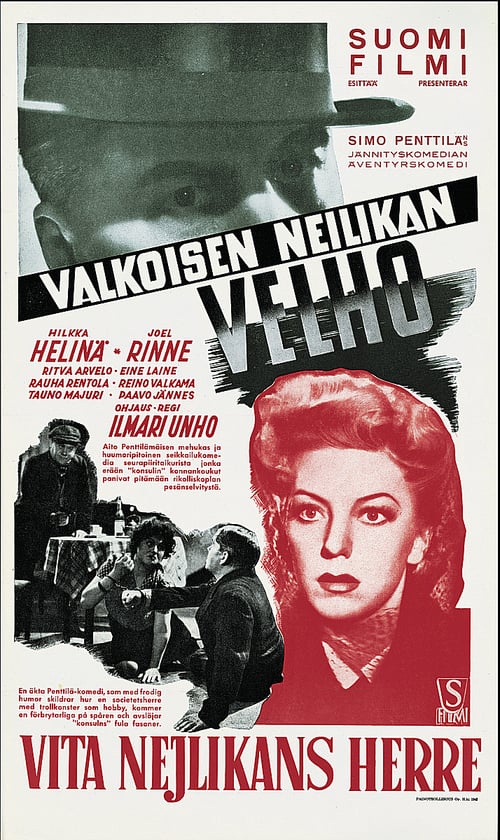 SUOMI
FILMI
ESITTÄÄ PRESENTERAR
SIMO PENTTILÄN:S
JÄNNITYSKOMEDIAN
ÄVENTYRSKOMEDI
VALKOISEN NEILIKAN
VELHO
HILKKA JOEL
HELINÄ • RINNE
RITVA ARVELO • EINE LAINE
RAUHA RENTOLA • REINO VALKAMA
TAUNO MAJURI • PAAVO JÄNNES
OHJAUS • REGI
ILMARI UNHO
Aito Penttilämäisen mehukas ja
huumoripitoinen seikkailukome-
dia seurapiiritaikurista jonka
erään "konsulin" konnankoukut
panivat pitämään rikollisköplan
pesänselvitystä.
En äkta Penttilä-komedi, som med frodig
humor skildrar hur en societetsherre
med trollkonster som hobby, kommer
en förbrytarliga på spåren och avslöjar
"konsulns" fula fasoner.
S
FILMI
VITA NEJLIKANS HERRE